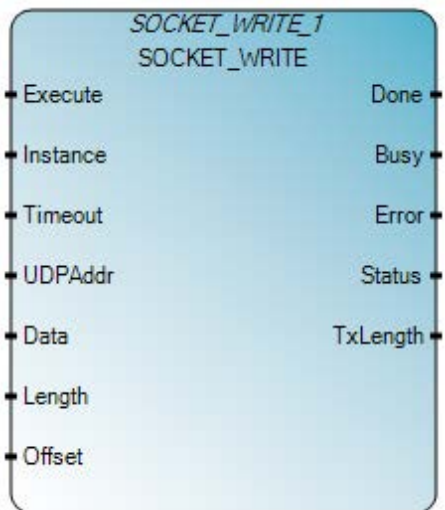 SOCKET_WRITE_1
SOCKET_WRITE
Execute Done
Instance Busy
Timeout Error
UDPAddr Status
Data TxLength
Length
Offset